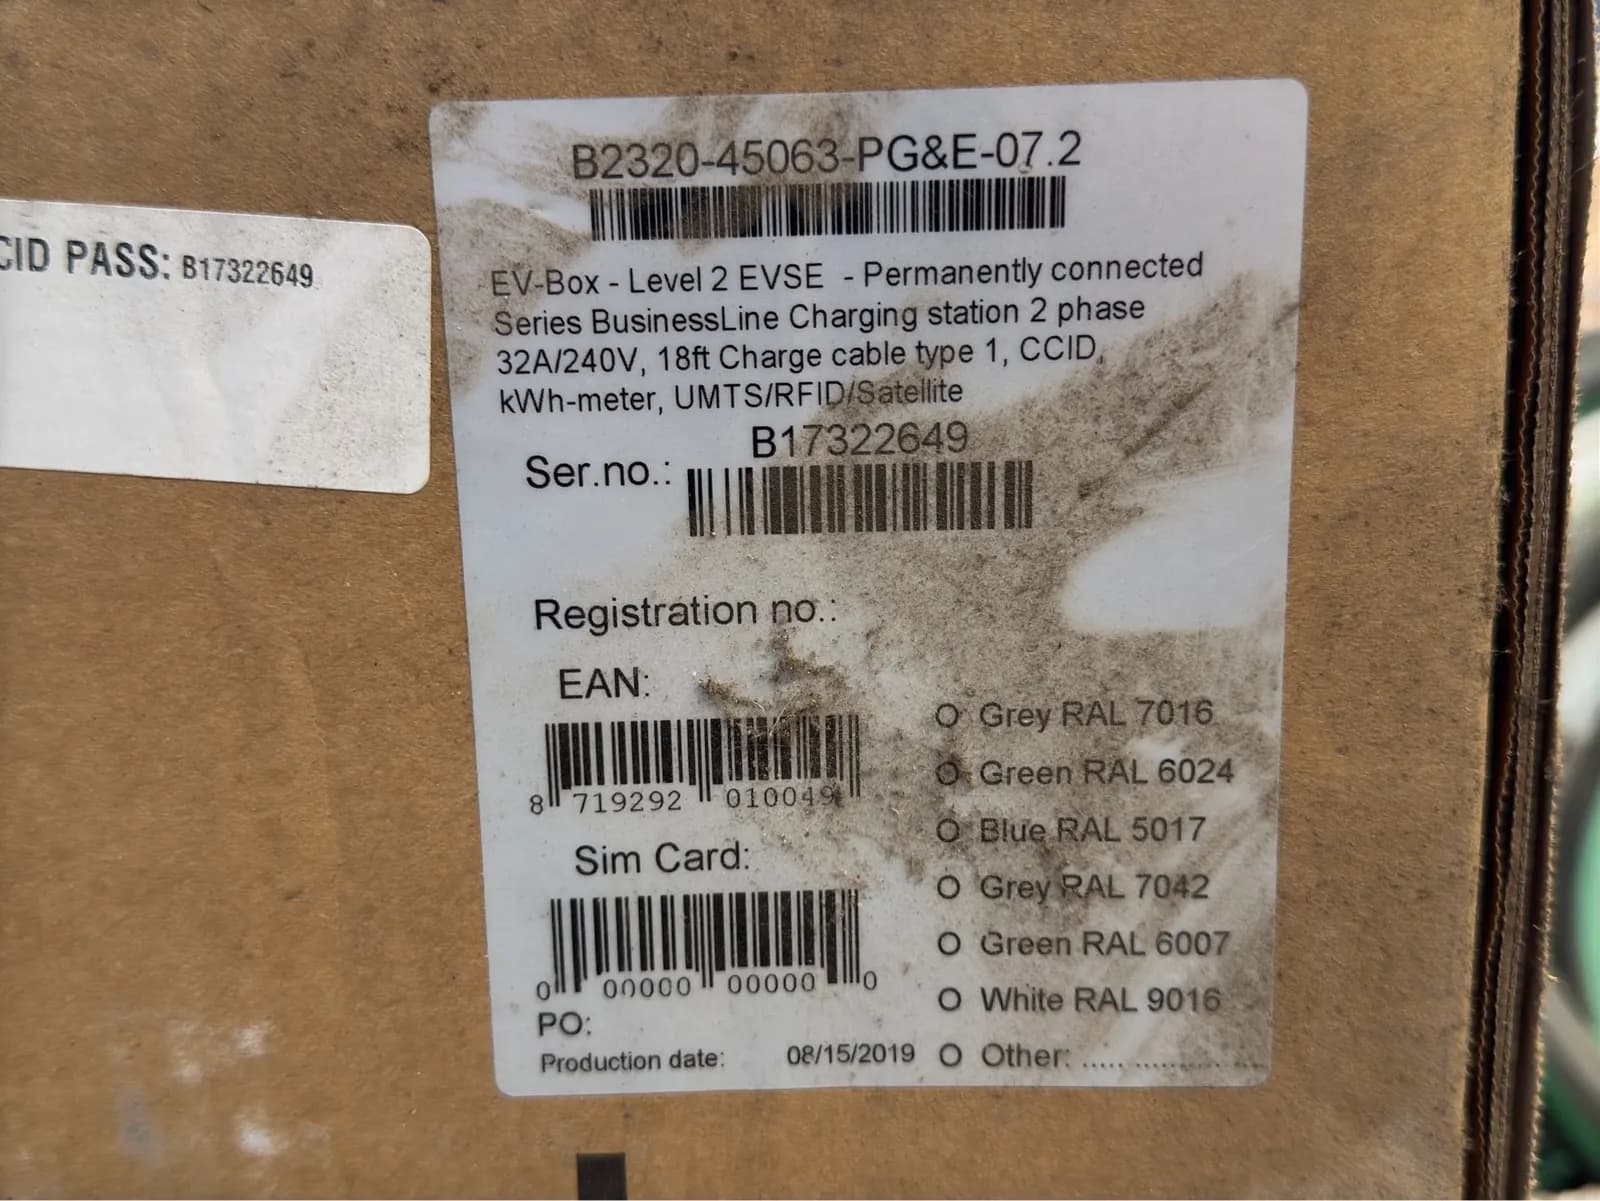 B2320-45063-PG&E-07.2
CID PASS: B17322649
EV-Box - Level 2 EVSE - Permanently connected
Series BusinessLine Charging station 2 phase
32A/240V, 18ft Charge cable type 1, CCID,
kWh-meter, UMTS/RFID/Satellite
B17322649
Ser.no.:
Registration no.:
EAN:
8 719292 010049
Sim Card:
0 00000 00000 0
PO:
Production date: 08/15/2019
O Grey RAL 7016
O Green RAL 6024
O Blue RAL 5017
O Grey RAL 7042
O Green RAL 6007
O White RAL 9016
O Other: ..... ...............